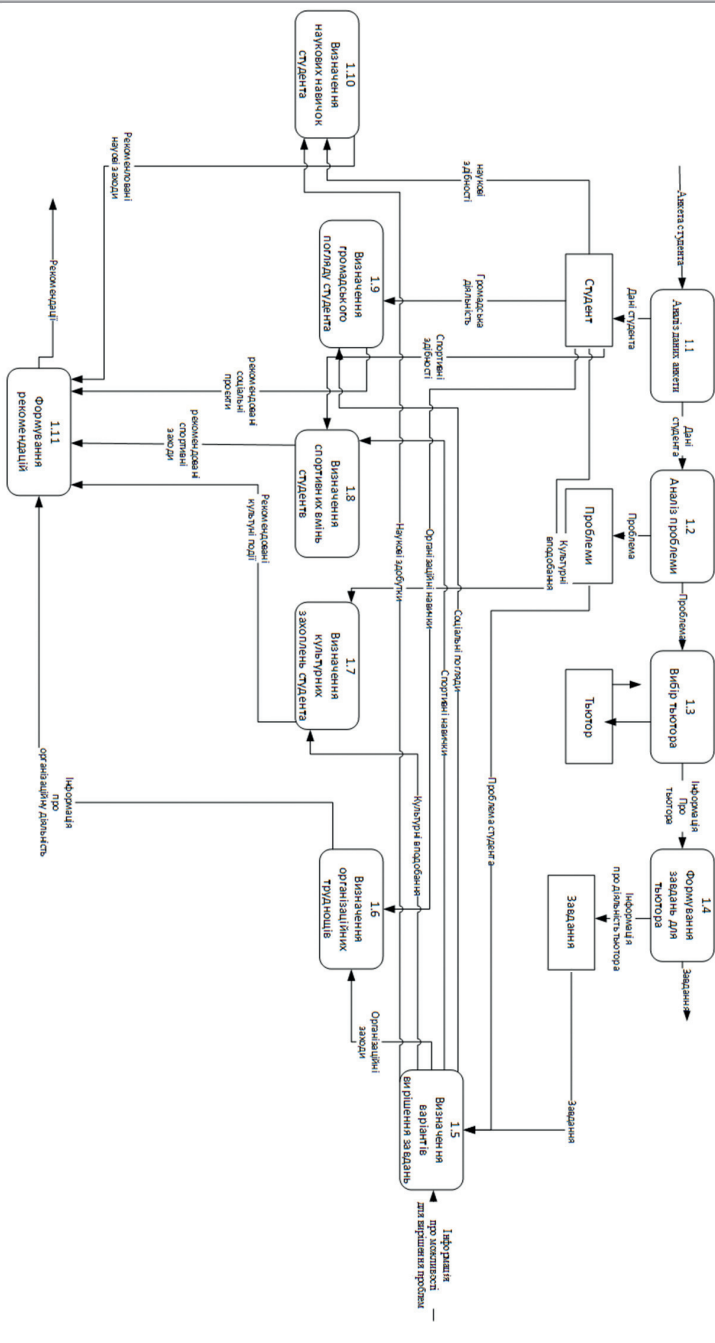 Анкета студента
1.1
Аналіз даних анкети
Дані
студента
1.2
Аналіз проблеми
Проблема
1.3
Вибір тьютора
Інформація
Про
тьютора
1.4
Формування
завдань для
тьютора
Завдання
Дані студента
Проблема
Інформація
про діяльність тьютора
Студент
Проблеми
Тьютор
Завдання
наукові
здібності
Громадська
діяльність
Спортивні
здібності
Культурні
вподобання
Організаційні навички
Соціальні погляди
Спортивні навички
Наукові здобутки
Культурні вподобання
Проблема студента
Завдання
Організаційні
заходи
1.5
Визначення
варіантів
вирішення завдань
Інформація
про можливості
для вирішення проблем
1.10
Визначення
наукових навичок
студента
1.9
Визначення
громадського
погляду студента
1.8
Визначення
спортивних вмінь
студентв
1.7
Визначення
культурних
захоплень студента
1.6
Визначення
організаційних
труднощів
Рекомендовані
наукові заходи
рекомендовані
соціальні
проекти
рекомендовані
спортивні
заходи
Рекомендовані
культуні події
Інформація
про
організаційну діяльність
Рекомендації
1.11
Формування
рекомендацій